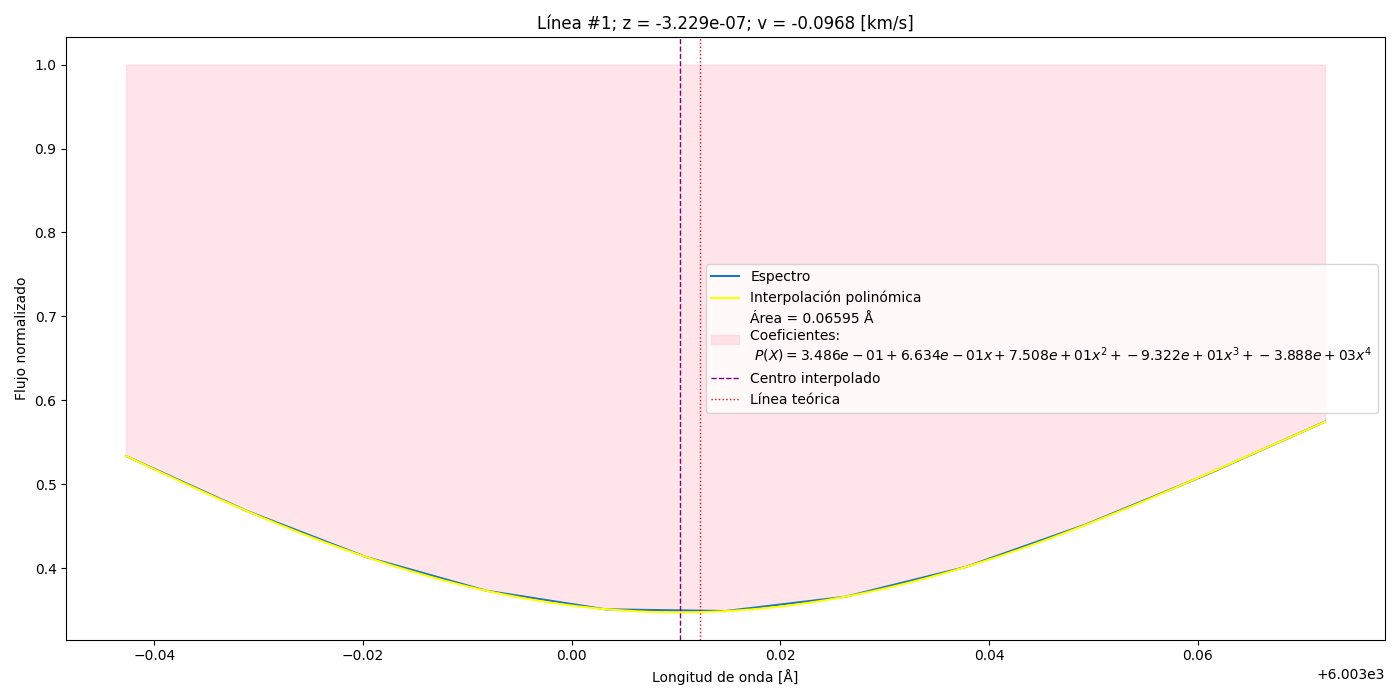 Línea #1; z = -3.229e-07; v = -0.0968 [km/s]
Flujo normalizado
1.0
0.9
0.8
0.7
0.6
0.5
0.4
Espectro
Interpolación polinómica
Área = 0.06595 Å
Coeficientes:
P(X) = 3.486e − 01 + 6.634e − 01x + 7.508e + 01x² + −9.322e + 01x³ + −3.888e + 03x⁴
Centro interpolado
Línea teórica
−0.04 −0.02 0.00 0.02 0.04 0.06
+6.003e3
Longitud de onda [Å]